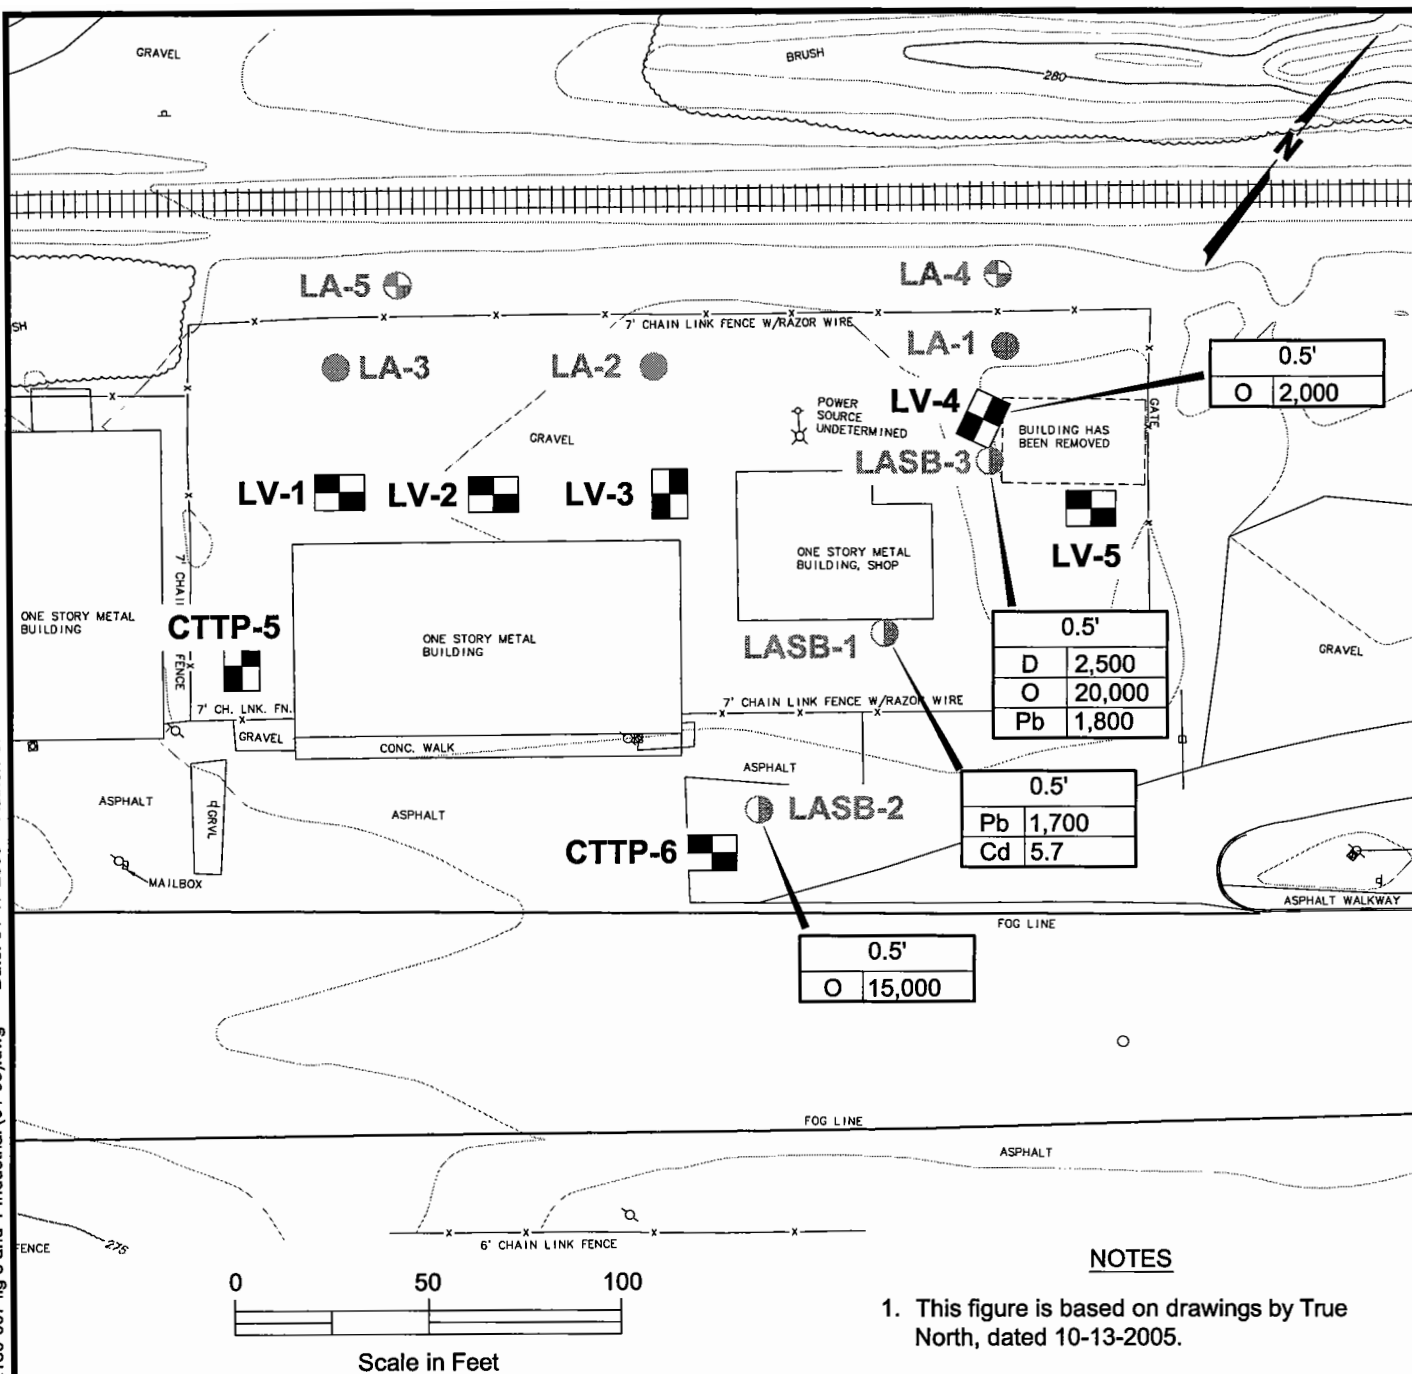 GRAVEL
BRUSH
280
N
LA-5
LA-4
SH
7' CHAIN LINK FENCE W/RAZOR WIRE
LA-1
0.5'
O 2,000
LA-3
LA-2
LV-4
POWER
SOURCE
UNDETERMINED
GATE
BUILDING HAS
BEEN REMOVED
GRAVEL
LASB-3
LV-1
LV-2
LV-3
LV-5
ONE STORY METAL
BUILDING, SHOP
7' CHAIN
FENCE
ONE STORY METAL
BUILDING
CTTP-5
ONE STORY METAL
BUILDING
LASB-1
0.5'
D 2,500
O 20,000
Pb 1,800
GRAVEL
7' CH. LNK. FN.
7' CHAIN LINK FENCE W/RAZOR WIRE
GRAVEL
CONC. WALK
ASPHALT
0.5'
Pb 1,700
Cd 5.7
ASPHALT
GRVL
ASPHALT
LASB-2
CTTP-6
MAILBOX
ASPHALT WALKWAY
FOG LINE
0.5'
O 15,000
FOG LINE
ASPHALT
FENCE
275
6' CHAIN LINK FENCE
0 50 100
Scale in Feet
NOTES
1. This figure is based on drawings by True
North, dated 10-13-2005.